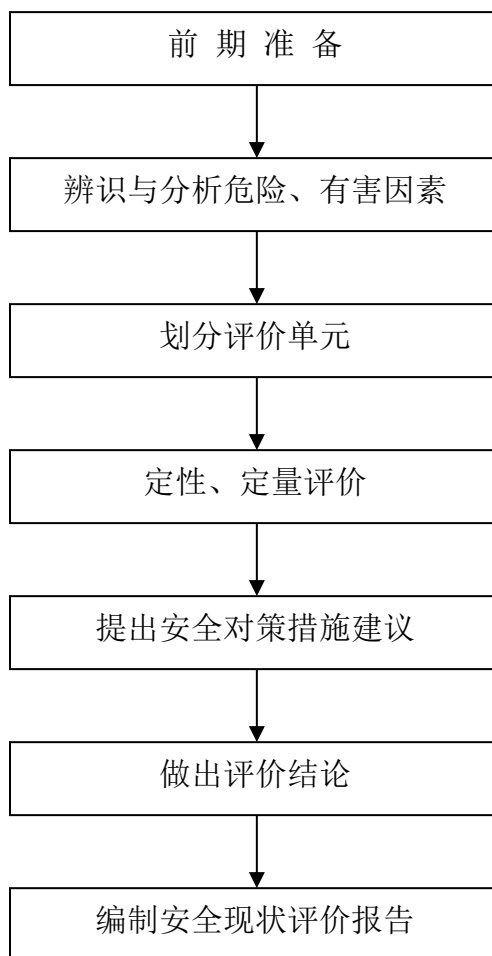 前 期 准 备
辨识与分析危险、有害因素
划分评价单元
定性、定量评价
提出安全对策措施建议
做出评价结论
编制安全现状评价报告